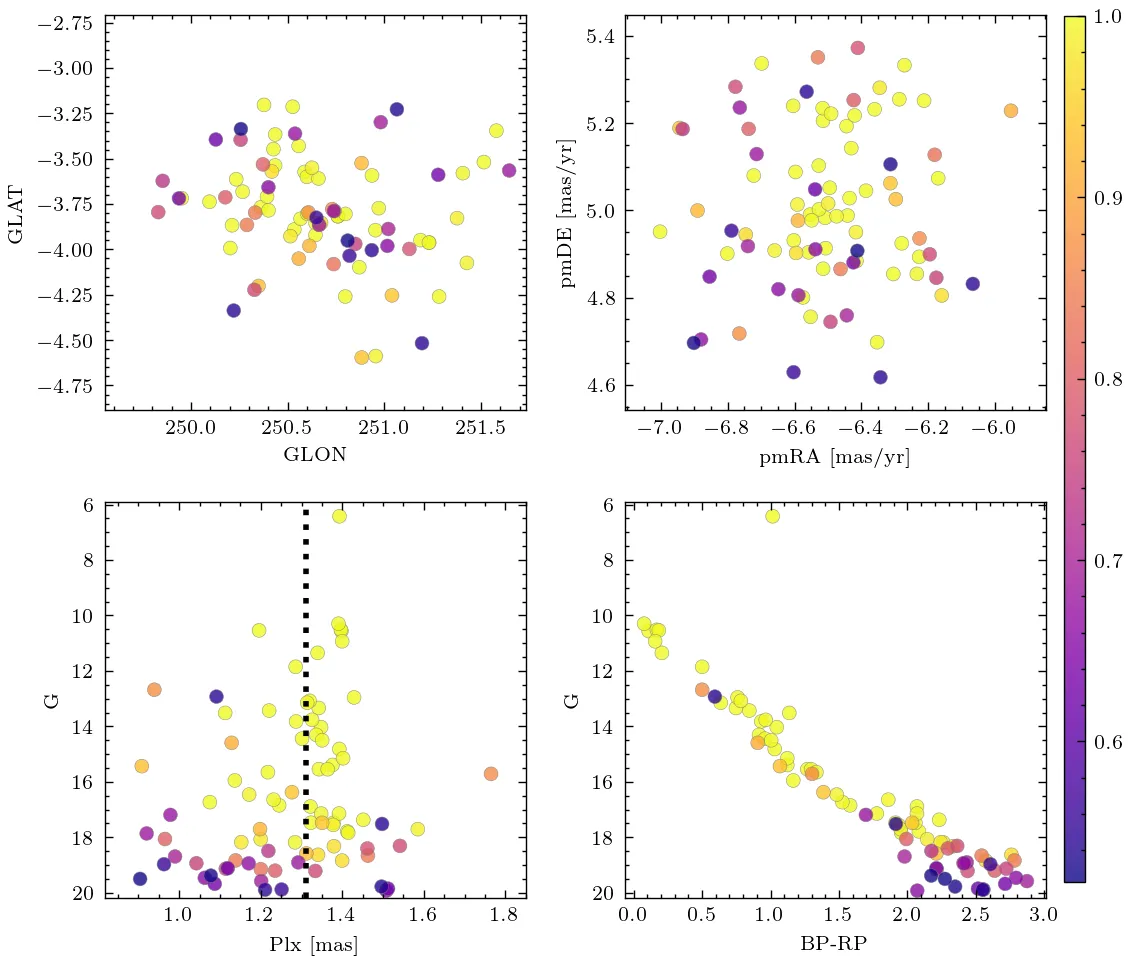 −2.75
−3.00
−3.25
−3.50
−3.75
−4.00
−4.25
−4.50
−4.75
GLAT
250.0 250.5 251.0 251.5
GLON
5.4
5.2
5.0
4.8
4.6
pmDE [mas/yr]
−7.0 −6.8 −6.6 −6.4 −6.2 −6.0
pmRA [mas/yr]
1.0
0.9
0.8
0.7
0.6
6
8
10
12
14
16
18
20
G
1.0 1.2 1.4 1.6 1.8
Plx [mas]
6
8
10
12
14
16
18
20
G
0.0 0.5 1.0 1.5 2.0 2.5 3.0
BP-RP